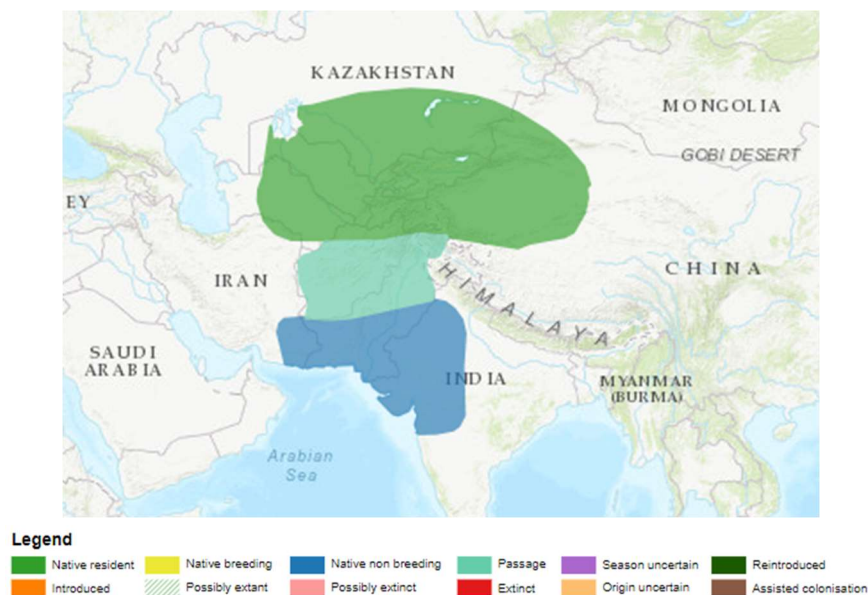 KAZAKHSTAN
MONGOLIA
GOBI DESERT
EY
IRAN
CHINA
HIMALAYA
SAUDI
ARABIA
INDIA
MYANMAR
(BURMA)
Arabian
Sea
Legend
Native resident Native breeding Native non breeding Passage Season uncertain Reintroduced
Introduced Possibly extant Possibly extinct Extinct Origin uncertain Assisted colonisation